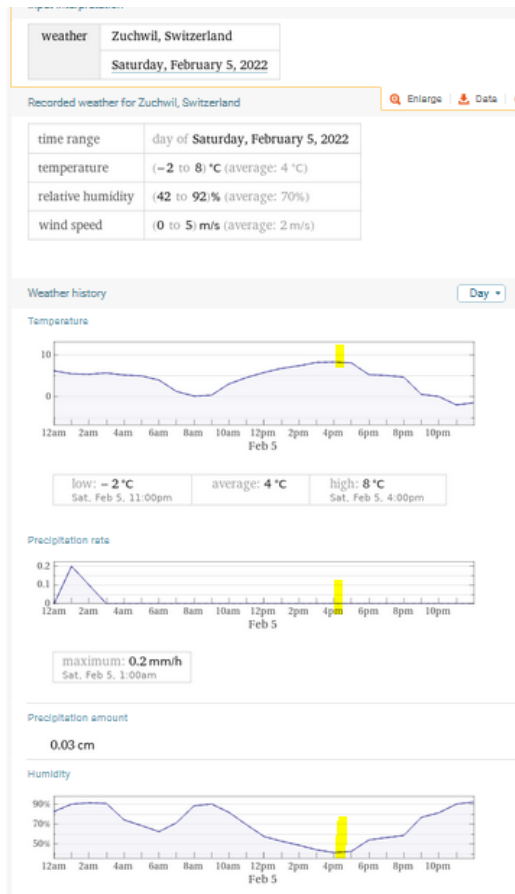 weather Zuchwil, Switzerland
Saturday, February 5, 2022
Recorded weather for Zuchwil, Switzerland
Enlarge Data
time range day of Saturday, February 5, 2022
temperature (−2 to 8) °C (average: 4 °C)
relative humidity (42 to 92)% (average: 70%)
wind speed (0 to 5) m/s (average: 2 m/s)
Weather history Day
Temperature
10
0
12am 2am 4am 6am 8am 10am 12pm 2pm 4pm 6pm 8pm 10pm
Feb 5
low: −2 °C average: 4 °C high: 8 °C
Sat, Feb 5, 11:00pm Sat, Feb 5, 4:00pm
Precipitation rate
0.2
0.1
0
12am 2am 4am 6am 8am 10am 12pm 2pm 4pm 6pm 8pm 10pm
Feb 5
maximum: 0.2 mm/h
Sat, Feb 5, 1:00am
Precipitation amount
0.03 cm
Humidity
90%
70%
50%
12am 2am 4am 6am 8am 10am 12pm 2pm 4pm 6pm 8pm 10pm
Feb 5